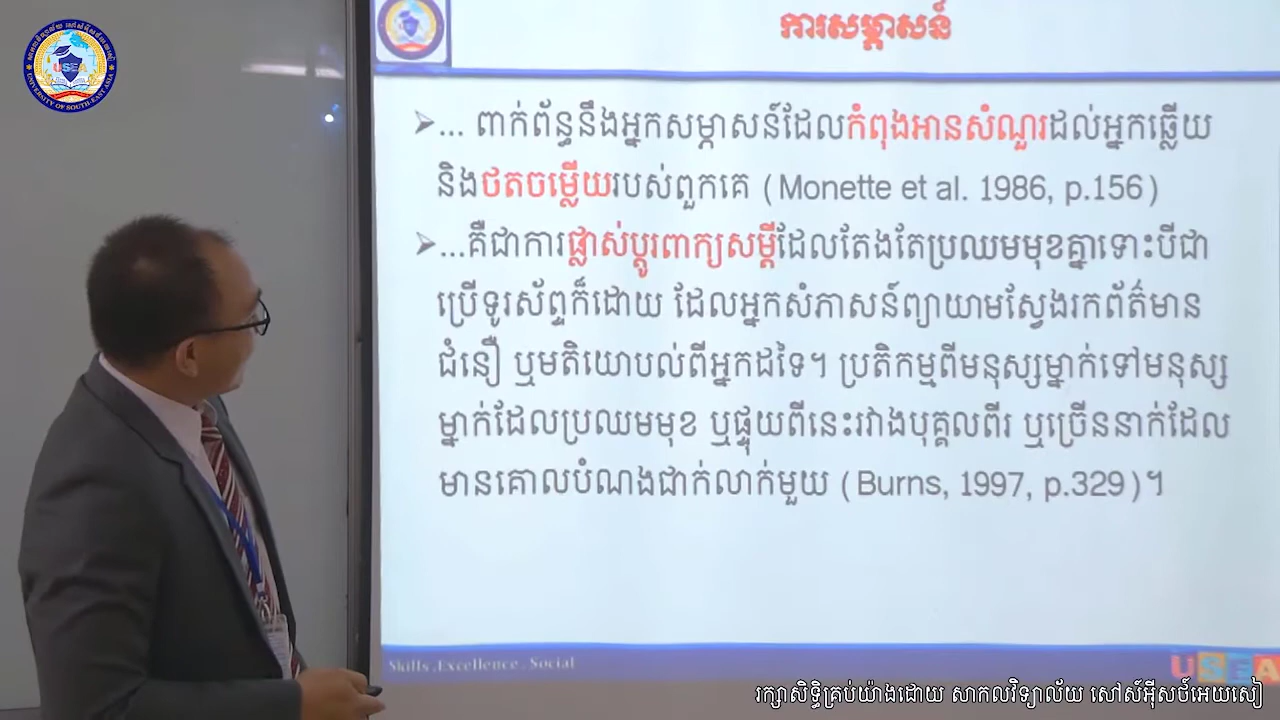 ការសម្ភាសន៍
➢... ពាក់ព័ន្ធនឹងអ្នកសម្ភាសន៍ដែលកំពុងអានសំណួរដល់អ្នកឆ្លើយ
និងថតចម្លើយរបស់ពួកគេ (Monette et al. 1986, p.156)
➢...គឺជាការផ្លាស់ប្ដូរពាក្យសម្ដីដែលតែងតែប្រឈមមុខគ្នាទោះបីជា
ប្រើទូរស័ព្ទក៏ដោយ ដែលអ្នកសំភាសន៍ព្យាយាមស្វែងរកព័ត៌មាន
ជំនឿ ឬមតិយោបល់ពីអ្នកដទៃ។ ប្រតិកម្មពីមនុស្សម្នាក់ទៅមនុស្ស
ម្នាក់ដែលប្រឈមមុខ ឬផ្ទុយពីនេះរវាងបុគ្គលពីរ ឬច្រើននាក់ដែល
មានគោលបំណងជាក់លាក់មួយ (Burns, 1997, p.329)។
Skills . Excellence . Social
USEA
រក្សាសិទ្ធិគ្រប់យ៉ាងដោយ សាកលវិទ្យាល័យ សៅស៍អ៊ីសថ៍អេយសៀ
USEA
UNIVERSITY OF SOUTH-EAST ASIA